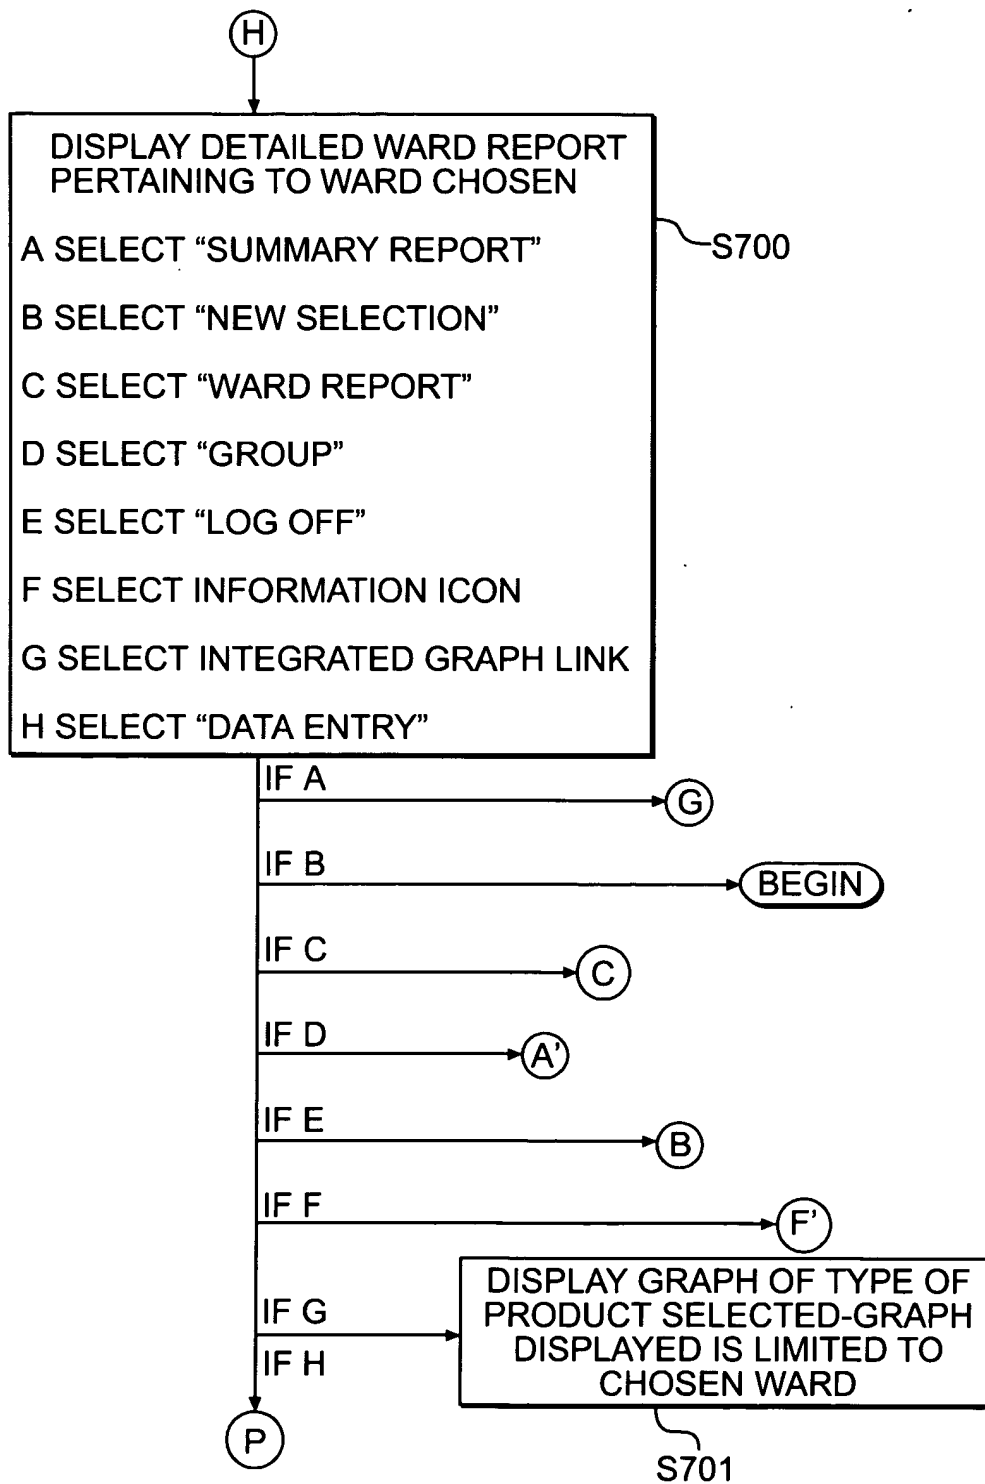 H
DISPLAY DETAILED WARD REPORT
PERTAINING TO WARD CHOSEN
A SELECT “SUMMARY REPORT”
S700
B SELECT “NEW SELECTION”
C SELECT “WARD REPORT”
D SELECT “GROUP”
E SELECT “LOG OFF”
F SELECT INFORMATION ICON
G SELECT INTEGRATED GRAPH LINK
H SELECT “DATA ENTRY”
IF A
G
IF B
BEGIN
IF C
C
IF D
A’
IF E
B
IF F
F’
IF G
DISPLAY GRAPH OF TYPE OF
PRODUCT SELECTED-GRAPH
DISPLAYED IS LIMITED TO
CHOSEN WARD
IF H
P
S701